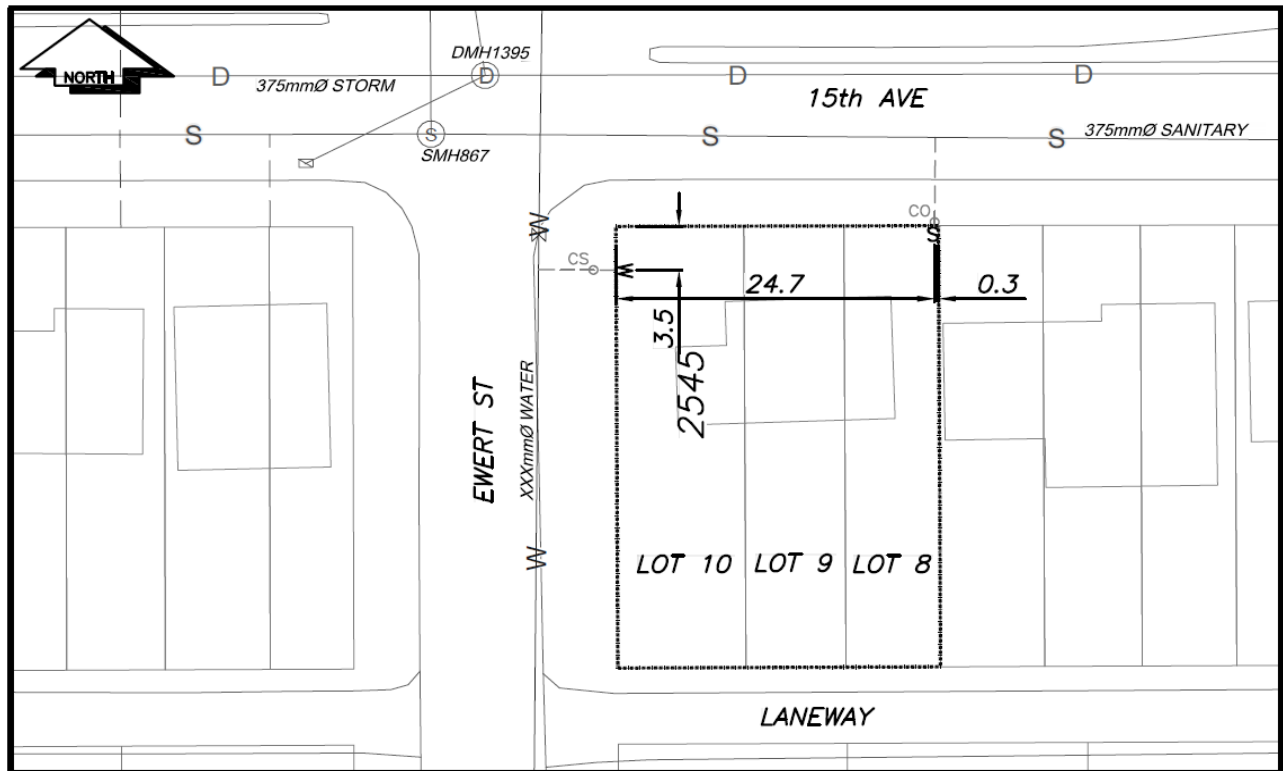 DMH1395
NORTH
D
375mmØ STORM
D
D
D
15th AVE
S
S
SMH867
S
S
375mmØ SANITARY
W
CO
S
CS
W
24.7
0.3
3.5
2545
EWERT ST
XXXmmØ WATER
W
LOT 10
LOT 9
LOT 8
LANEWAY